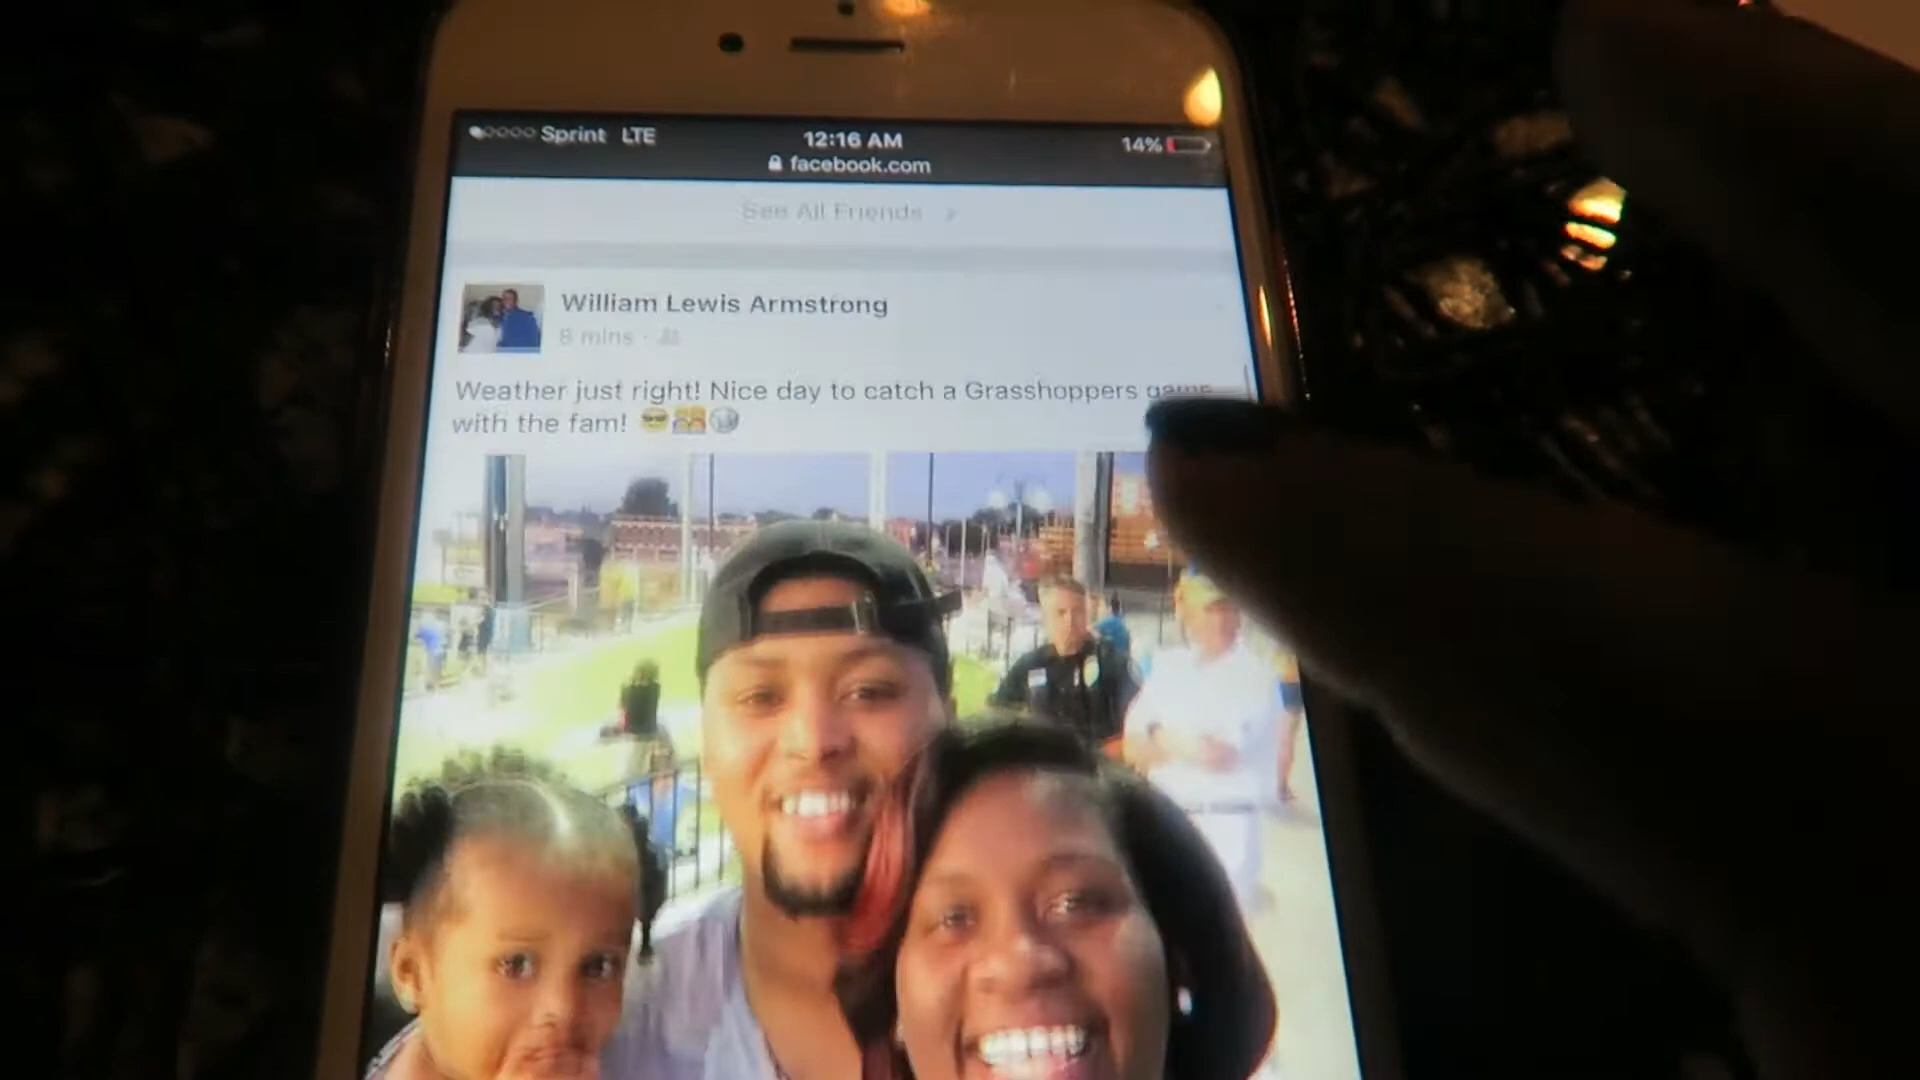 Sprint LTE 12:16 AM 14%
facebook.com
See All Friends
William Lewis Armstrong
8 mins ·
Weather just right! Nice day to catch a Grasshoppers game
with the fam! 😎👨‍👩‍👧⚾